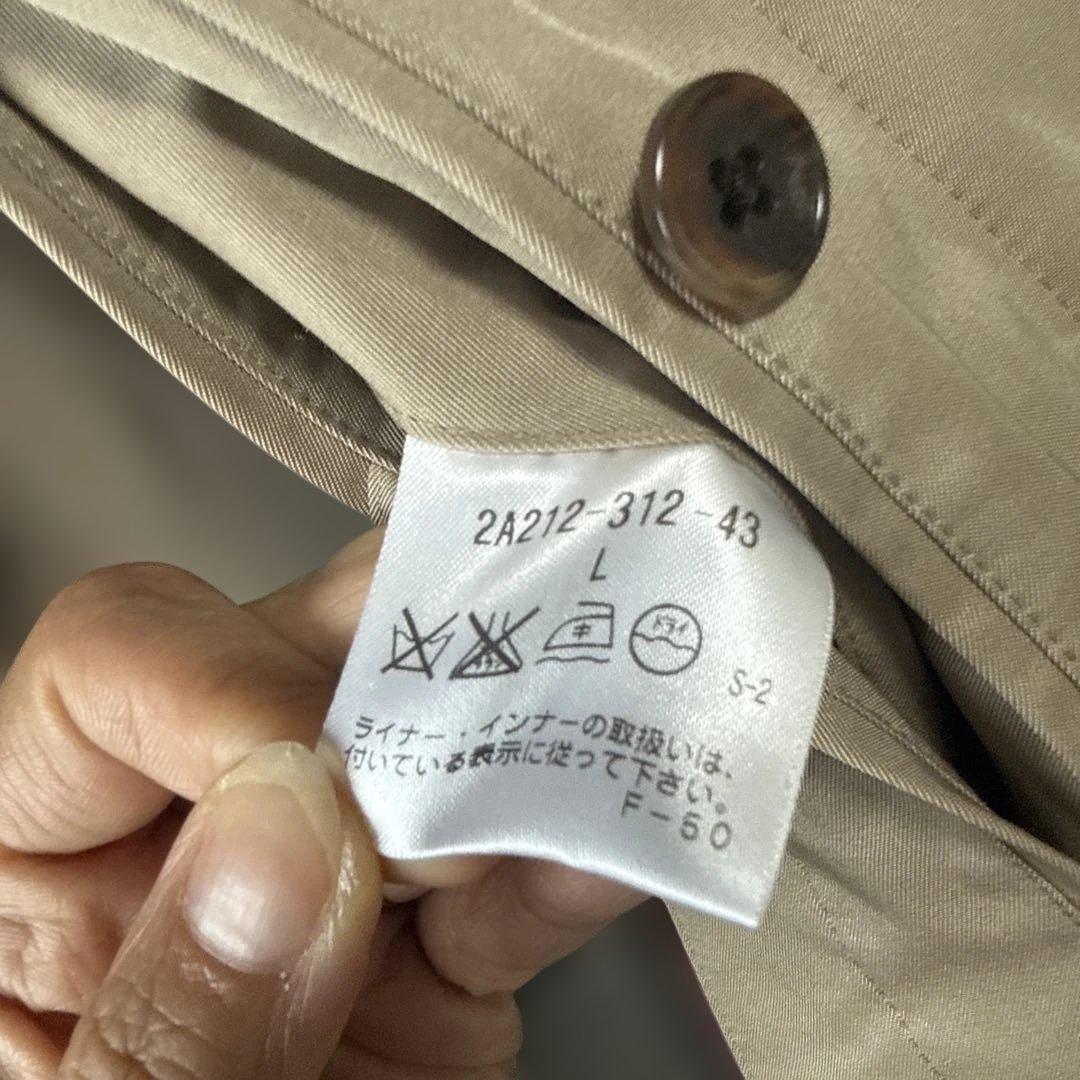 2A212-312-43
L
中
ドライ
S-2
ライナー・インナーの取扱いは、
付いている表示に従って下さい。
F-50